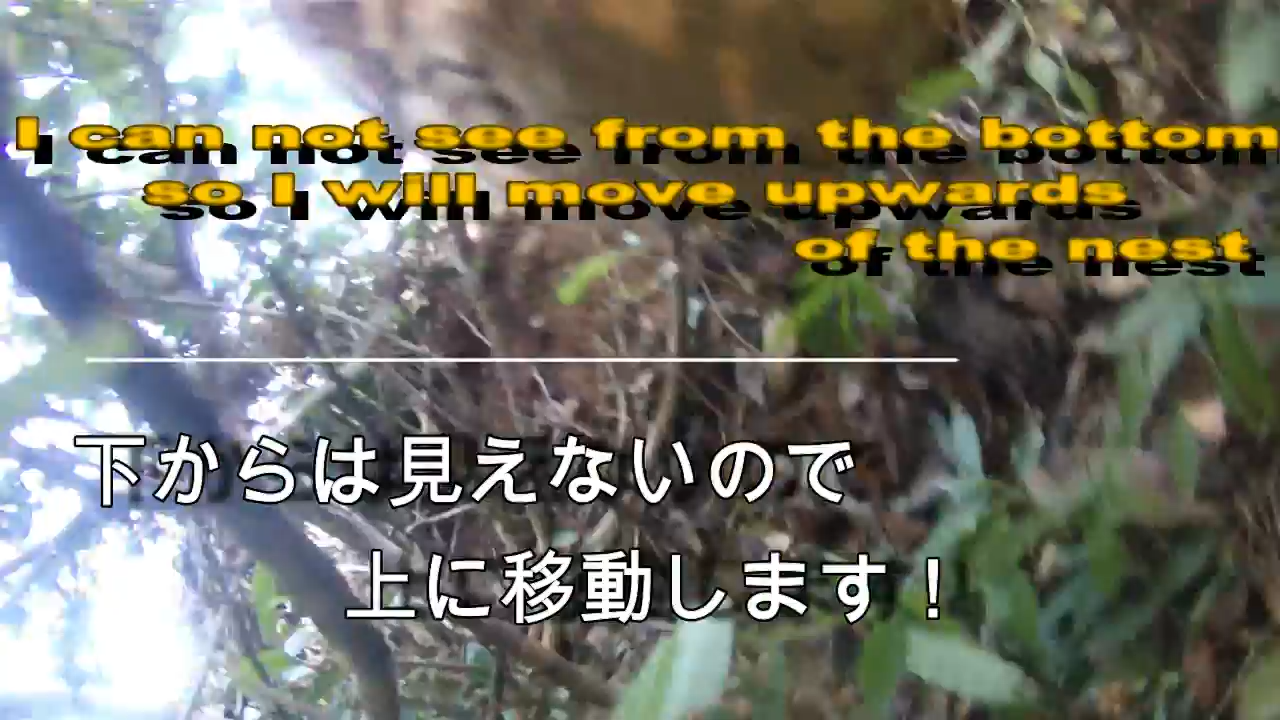 I can not see from the bottom
so I will move upwards
of the nest
下からは見えないので
上に移動します！